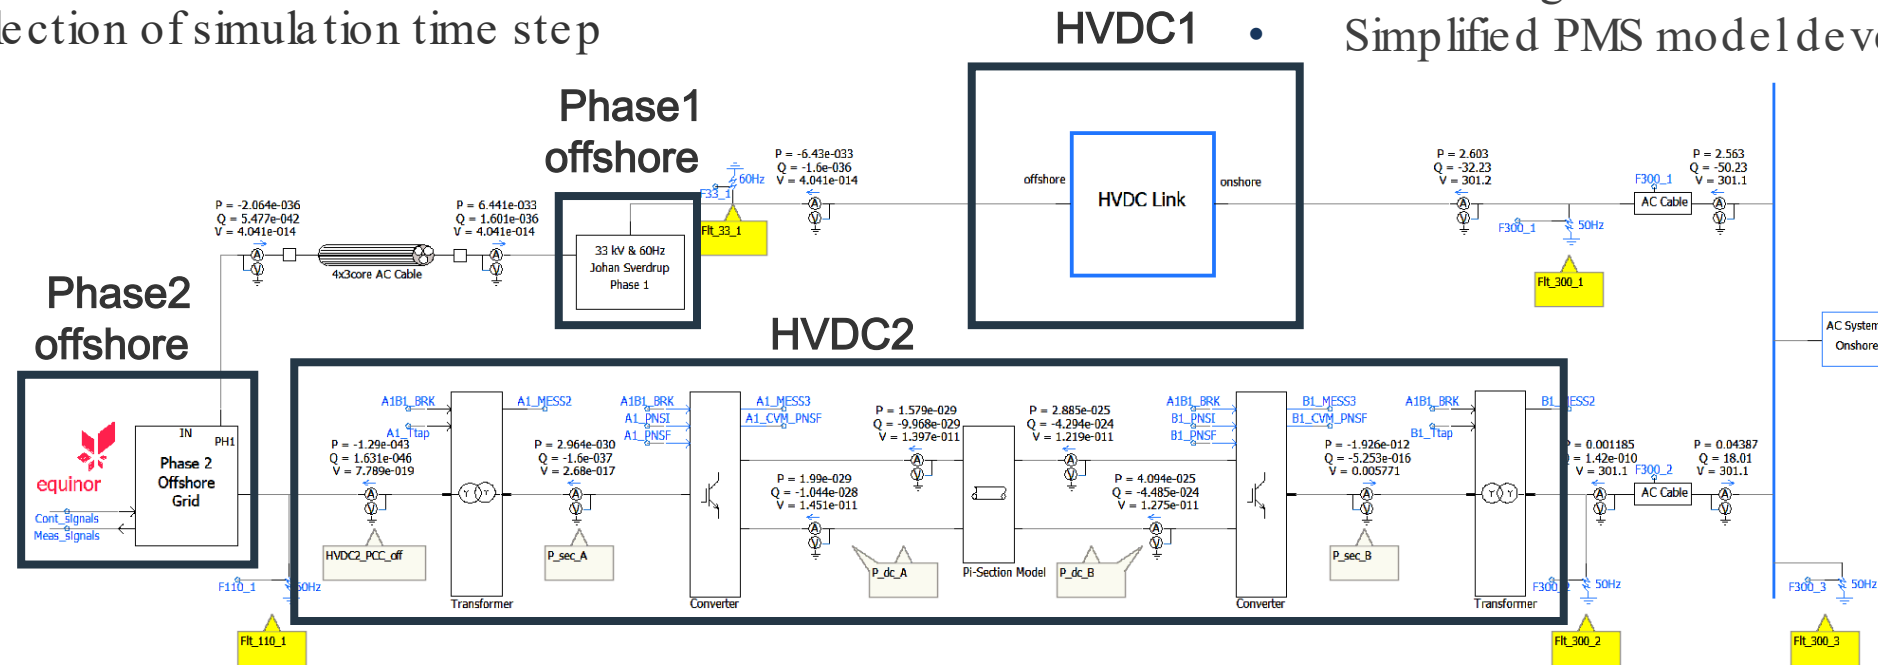 lection of simulation time step
HVDC1
Simplified PMS model deve
Phase1
offshore
P = -6.43e-033
Q = -1.6e-036
V = 4.041e-014
60Hz
F33_1
Flt_33_1
offshore
HVDC Link
onshore
P = 2.603
Q = -32.23
V = 301.2
F300_1
50Hz
Flt_300_1
F300_1
AC Cable
P = 2.563
Q = -50.23
V = 301.1
P = -2.064e-036
Q = 5.477e-042
V = 4.041e-014
4x3core AC Cable
P = 6.441e-033
Q = 1.601e-036
V = 4.041e-014
33 kV & 60Hz
Johan Sverdrup
Phase 1
AC System
Onshore
Phase2
offshore
HVDC2
equinor
IN
PH1
Phase 2
Offshore
Grid
Cont_signals
Meas_signals
F110_1
Flt_110_1
A1B1_BRK
A1_Ttap
A1_MESS2
P = -1.29e-043
Q = 1.631e-046
V = 7.789e-019
HVDC2_PCC_off
Transformer
P = 2.964e-030
Q = -1.6e-037
V = 2.68e-017
P_sec_A
A1B1_BRK
A1_PNSI
A1_PNSF
A1_MESS3
A1_CVM_PNSF
Converter
P = 1.579e-029
Q = -9.968e-029
V = 1.397e-011
P = 1.99e-029
Q = -1.044e-028
V = 1.451e-011
P_dc_A
Pi-Section Model
P = 2.885e-025
Q = -4.294e-024
V = 1.219e-011
P = 4.094e-025
Q = -4.485e-024
V = 1.275e-011
P_dc_B
A1B1_BRK
B1_PNSI
B1_PNSF
B1_MESS3
B1_CVM_PNSF
Converter
P = -1.926e-012
Q = -5.253e-016
V = 0.005771
P_sec_B
A1B1_BRK
B1_Ttap
Transformer
P = 0.001185
= 1.42e-010
V = 301.1
F300_2
AC Cable
P = 0.04387
Q = 18.01
V = 301.1
50Hz
Flt_300_2
F300_3
50Hz
Flt_300_3